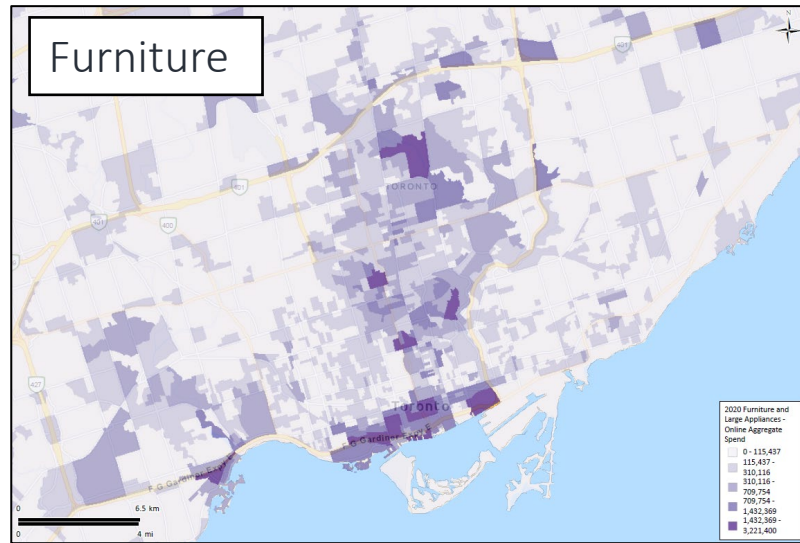 Furniture
N
401
401
TORONTO
401
401
400
427
Toronto
F G Gardiner Expy E
F G Gardiner Expy
0 6.5 km
0 4 mi
2020 Furniture and
Large Appliances -
Online Aggregate
Spend
0 - 115,437
115,437 -
310,116
310,116 -
709,754
709,754 -
1,432,369
1,432,369 -
3,221,400